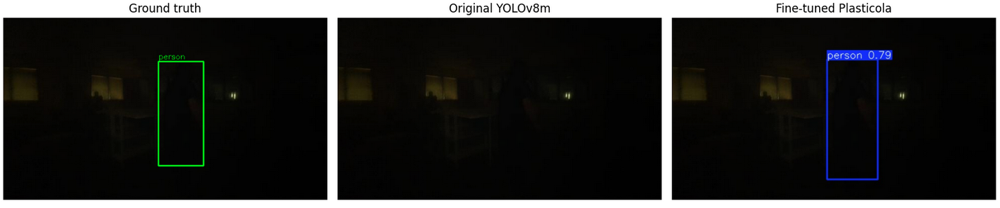 Ground truth
Original YOLOv8m
Fine-tuned Plasticola
person
person 0.79